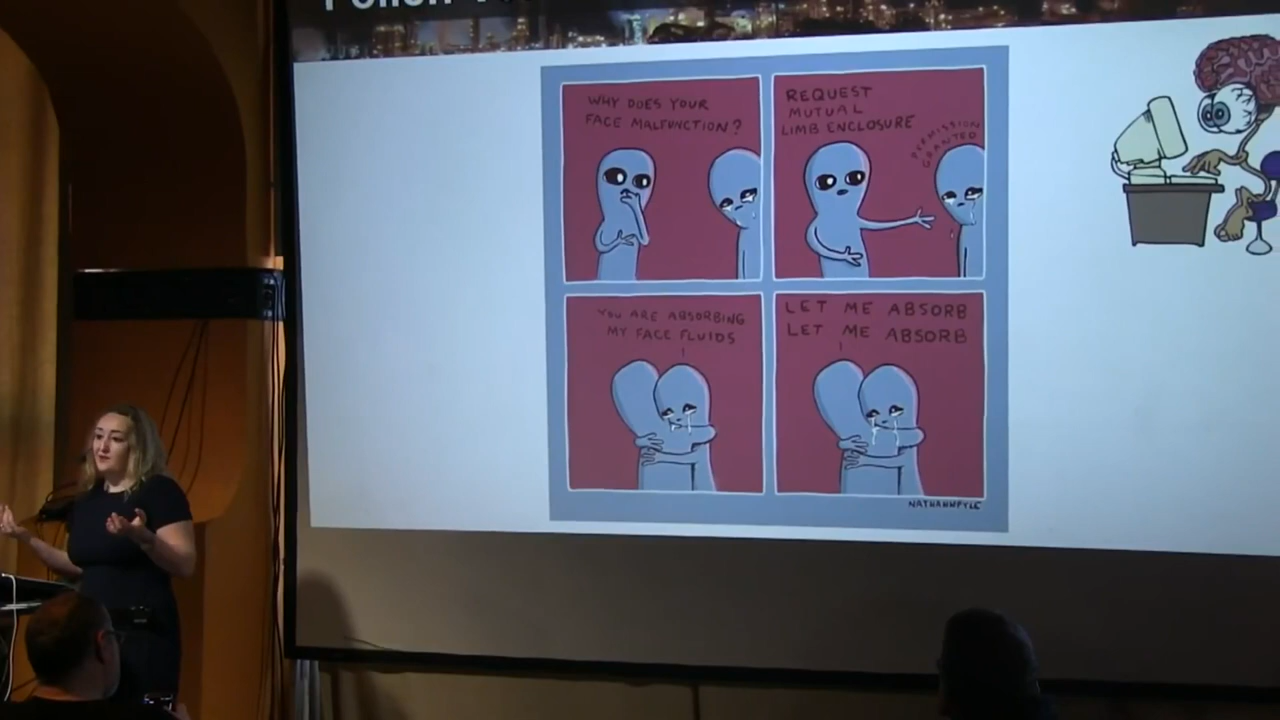 WHY DOES YOUR
FACE MALFUNCTION?
REQUEST
MUTUAL
LIMB ENCLOSURE
PERMISSION
GRANTED
YOU ARE ABSORBING
MY FACE FLUIDS
LET ME ABSORB
LET ME ABSORB
NATHANWPYLE